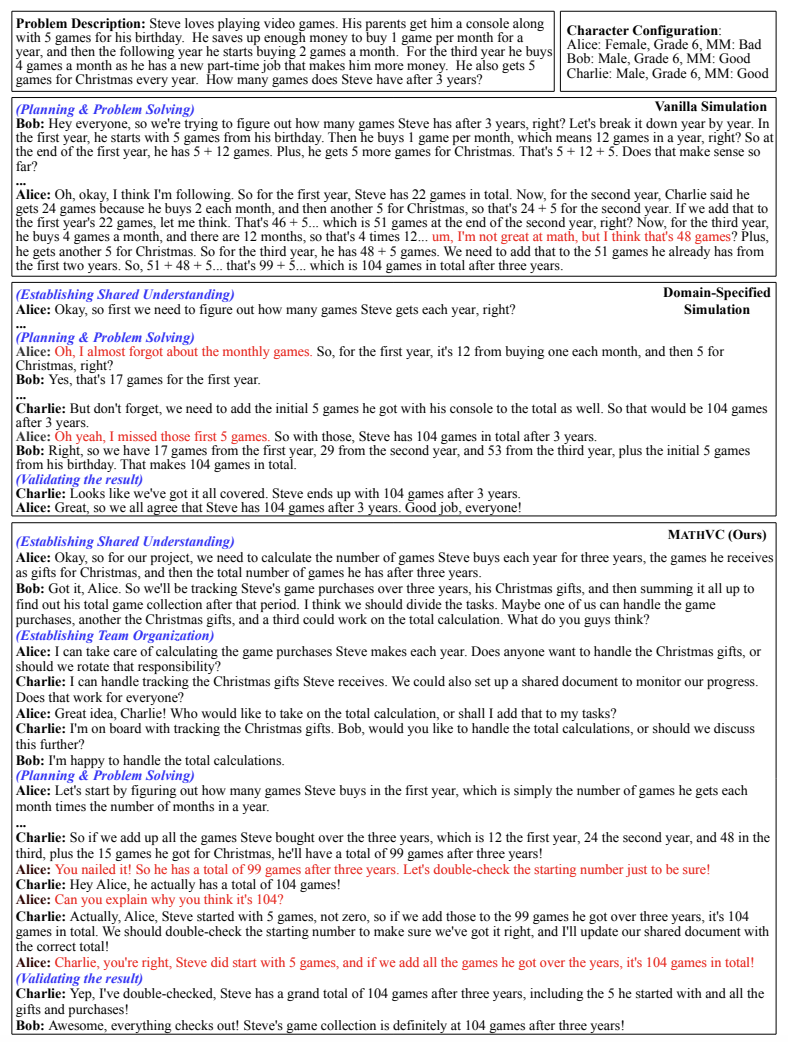 Problem Description: Steve loves playing video games. His parents get him a console along
with 5 games for his birthday.  He saves up enough money to buy 1 game per month for a
year, and then the following year he starts buying 2 games a month.  For the third year he buys
4 games a month as he has a new part-time job that makes him more money.  He also gets 5
games for Christmas every year.  How many games does Steve have after 3 years?
Character Configuration:
Alice: Female, Grade 6, MM: Bad
Bob: Male, Grade 6, MM: Good
Charlie: Male, Grade 6, MM: Good
(Planning & Problem Solving)
Vanilla Simulation
Bob: Hey everyone, so we're trying to figure out how many games Steve has after 3 years, right? Let's break it down year by year. In
the first year, he starts with 5 games from his birthday. Then he buys 1 game per month, which means 12 games in a year, right? So at
the end of the first year, he has 5 + 12 games. Plus, he gets 5 more games for Christmas. That's 5 + 12 + 5. Does that make sense so
far?
...
Alice: Oh, okay, I think I'm following. So for the first year, Steve has 22 games in total. Now, for the second year, Charlie said he
gets 24 games because he buys 2 each month, and then another 5 for Christmas, so that's 24 + 5 for the second year. If we add that to
the first year's 22 games, let me think. That's 46 + 5... which is 51 games at the end of the second year, right? Now, for the third year,
he buys 4 games a month, and there are 12 months, so that's 4 times 12... um, I'm not great at math, but I think that's 48 games? Plus,
he gets another 5 for Christmas. So for the third year, he has 48 + 5 games. We need to add that to the 51 games he already has from
the first two years. So, 51 + 48 + 5... that's 99 + 5... which is 104 games in total after three years.
(Establishing Shared Understanding)
Domain-Specified
Simulation
Alice: Okay, so first we need to figure out how many games Steve gets each year, right?
...
(Planning & Problem Solving)
Alice: Oh, I almost forgot about the monthly games. So, for the first year, it's 12 from buying one each month, and then 5 for
Christmas, right?
Bob: Yes, that's 17 games for the first year.
...
Charlie: But don't forget, we need to add the initial 5 games he got with his console to the total as well. So that would be 104 games
after 3 years.
Alice: Oh yeah, I missed those first 5 games. So with those, Steve has 104 games in total after 3 years.
Bob: Right, so we have 17 games from the first year, 29 from the second year, and 53 from the third year, plus the initial 5 games
from his birthday. That makes 104 games in total.
(Validating the result)
Charlie: Looks like we've got it all covered. Steve ends up with 104 games after 3 years.
Alice: Great, so we all agree that Steve has 104 games after 3 years. Good job, everyone!
(Establishing Shared Understanding)
MATHVC (Ours)
Alice: Okay, so for our project, we need to calculate the number of games Steve buys each year for three years, the games he receives
as gifts for Christmas, and then the total number of games he has after three years.
Bob: Got it, Alice. So we'll be tracking Steve's game purchases over three years, his Christmas gifts, and then summing it all up to
find out his total game collection after that period. I think we should divide the tasks. Maybe one of us can handle the game
purchases, another the Christmas gifts, and a third could work on the total calculation. What do you guys think?
(Establishing Team Organization)
Alice: I can take care of calculating the game purchases Steve makes each year. Does anyone want to handle the Christmas gifts, or
should we rotate that responsibility?
Charlie: I can handle tracking the Christmas gifts Steve receives. We could also set up a shared document to monitor our progress.
Does that work for everyone?
Alice: Great idea, Charlie! Who would like to take on the total calculation, or shall I add that to my tasks?
Charlie: I'm on board with tracking the Christmas gifts. Bob, would you like to handle the total calculations, or should we discuss
this further?
Bob: I'm happy to handle the total calculations.
(Planning & Problem Solving)
Alice: Let's start by figuring out how many games Steve buys in the first year, which is simply the number of games he gets each
month times the number of months in a year.
...
Charlie: So if we add up all the games Steve bought over the three years, which is 12 the first year, 24 the second year, and 48 in the
third, plus the 15 games he got for Christmas, he'll have a total of 99 games after three years!
Alice: You nailed it! So he has a total of 99 games after three years. Let's double-check the starting number just to be sure!
Charlie: Hey Alice, he actually has a total of 104 games!
Alice: Can you explain why you think it's 104?
Charlie: Actually, Alice, Steve started with 5 games, not zero, so if we add those to the 99 games he got over three years, it's 104
games in total. We should double-check the starting number to make sure we've got it right, and I'll update our shared document with
the correct total!
Alice: Charlie, you're right, Steve did start with 5 games, and if we add all the games he got over the years, it's 104 games in total!
(Validating the result)
Charlie: Yep, I've double-checked, Steve has a grand total of 104 games after three years, including the 5 he started with and all the
gifts and purchases!
Bob: Awesome, everything checks out! Steve's game collection is definitely at 104 games after three years!